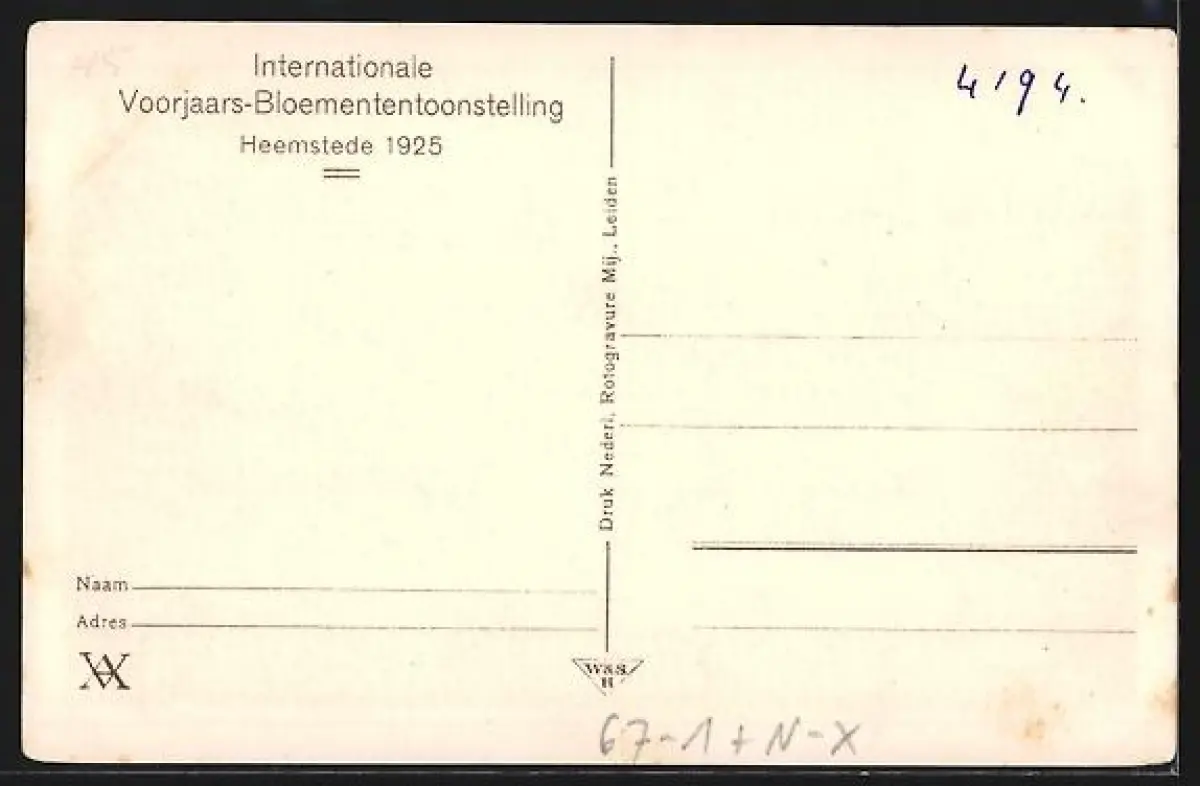 Internationale
Voorjaars-Bloemententoonstelling
Heemstede 1925
4194.
Druk Nederl. Rotogravure Mij., Leiden
Naam
Adres
W&S.
H
67-1+N-X